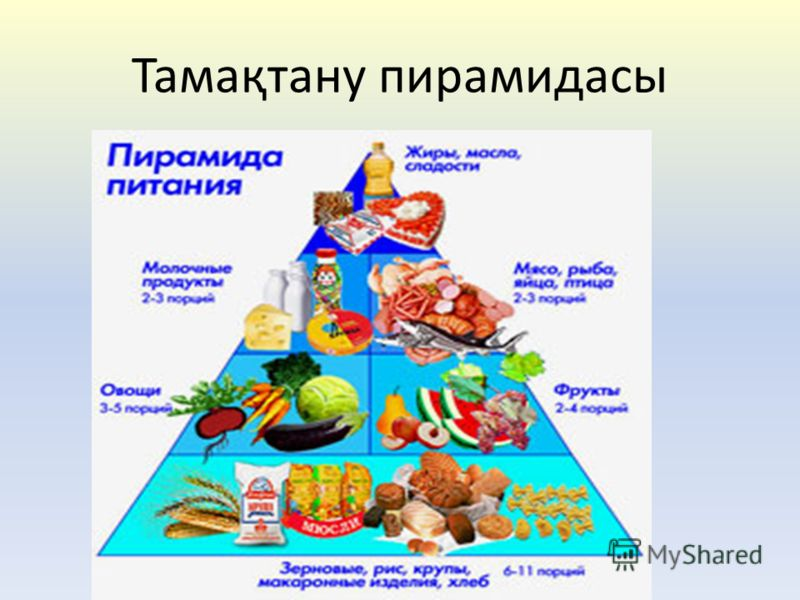 Тамақтану пирамидасы
Пирамида
питания
Жиры, масла,
сладости
Молочные
продукты
2-3 порций
Мясо, рыба,
яйца, птица
2-3 порций
Овощи
3-5 порций
Фрукты
2-4 порций
МЮСЛИ
Зерновые, рис, крупы,
макаронные изделия, хлеб
6-11 порций
MyShared